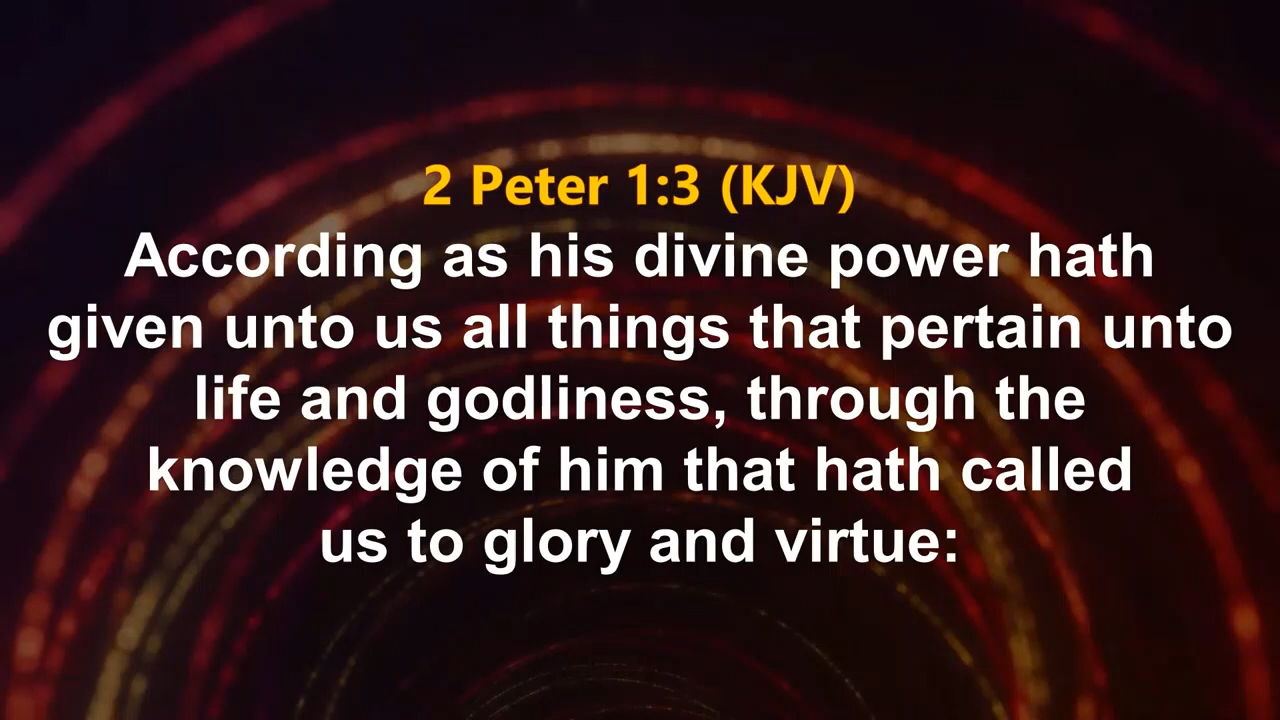 2 Peter 1:3 (KJV)
According as his divine power hath
given unto us all things that pertain unto
life and godliness, through the
knowledge of him that hath called
us to glory and virtue: